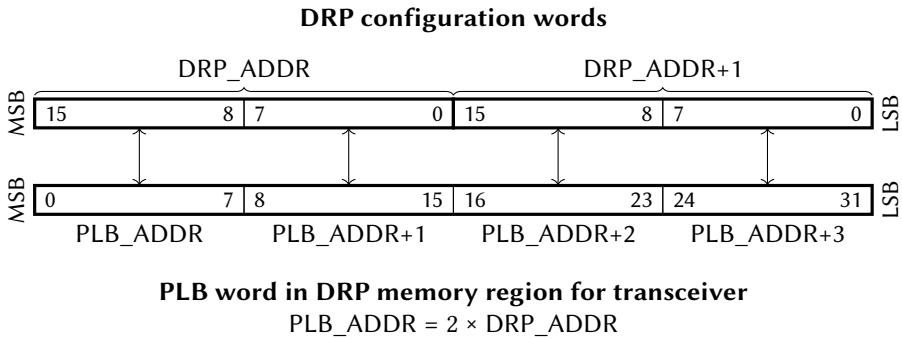 DRP configuration words
DRP_ADDR DRP_ADDR+1
MSB 15 8 7 0 15 8 7 0 LSB
MSB 0 7 8 15 16 23 24 31 LSB
PLB_ADDR PLB_ADDR+1 PLB_ADDR+2 PLB_ADDR+3
PLB word in DRP memory region for transceiver
PLB_ADDR = 2 × DRP_ADDR